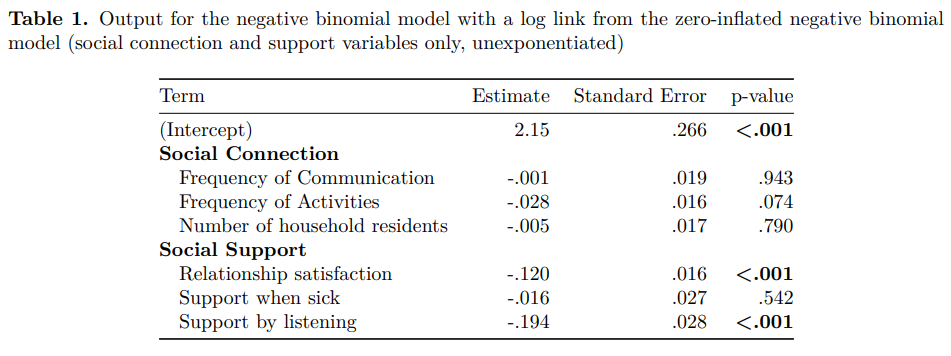 Table 1. Output for the negative binomial model with a log link from the zero-inflated negative binomial
model (social connection and support variables only, unexponentiated)
Term Estimate Standard Error p-value
(Intercept) 2.15 .266 <.001
Social Connection
Frequency of Communication -.001 .019 .943
Frequency of Activities -.028 .016 .074
Number of household residents -.005 .017 .790
Social Support
Relationship satisfaction -.120 .016 <.001
Support when sick -.016 .027 .542
Support by listening -.194 .028 <.001